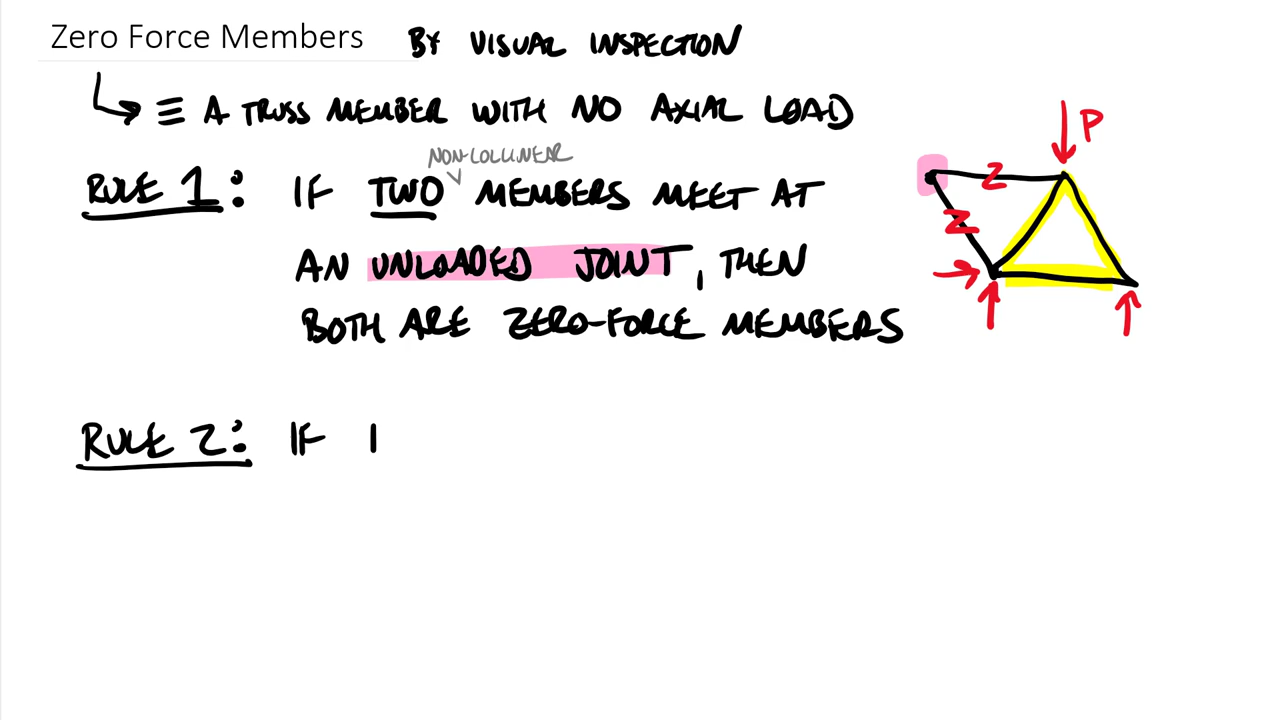 Zero Force Members BY VISUAL INSPECTION
≡ A TRUSS MEMBER WITH NO AXIAL LOAD
NON-COLLINEAR
RULE 1: IF TWO MEMBERS MEET AT
AN UNLOADED JOINT, THEN
BOTH ARE ZERO-FORCE MEMBERS
P
Z
Z
RULE 2: IF I